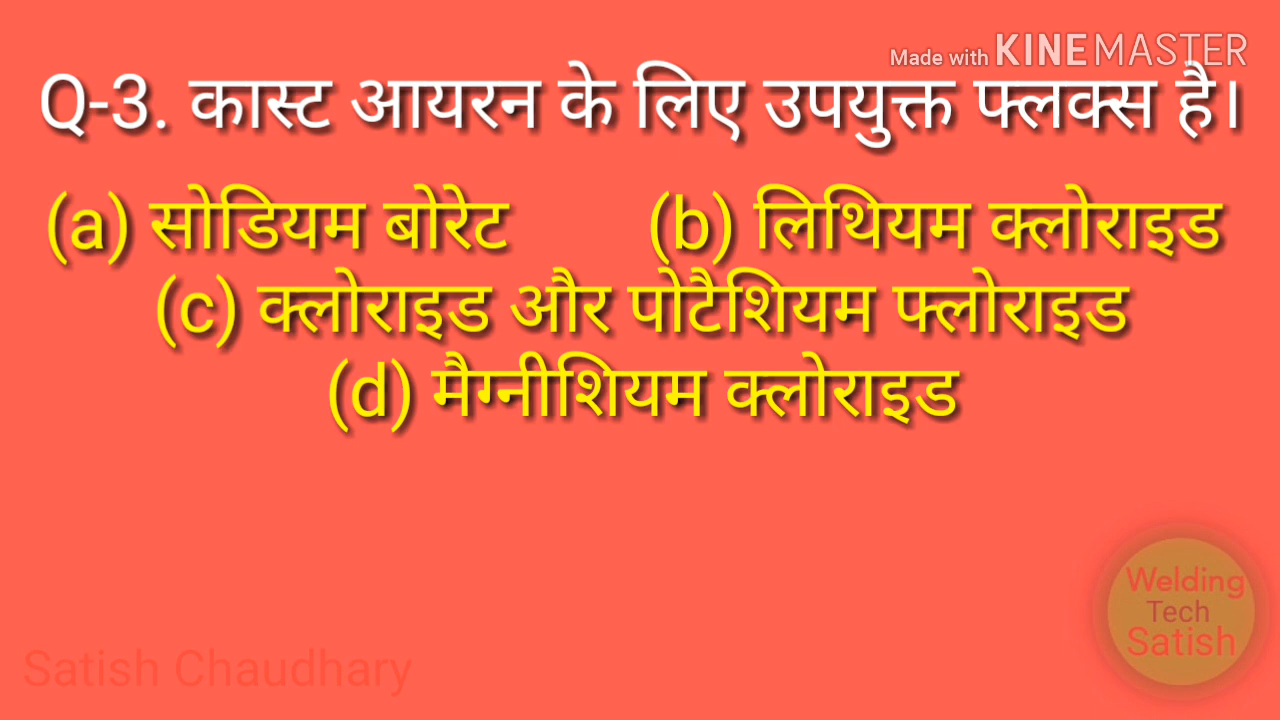 Made with KINEMASTER
Q-3. कास्ट आयरन के लिए उपयुक्त फ्लक्स है।
(a) सोडियम बोरेट (b) लिथियम क्लोराइड
(c) क्लोराइड और पोटैशियम फ्लोराइड
(d) मैग्नीशियम क्लोराइड
Welding
Tech
Satish
Satish Chaudhary